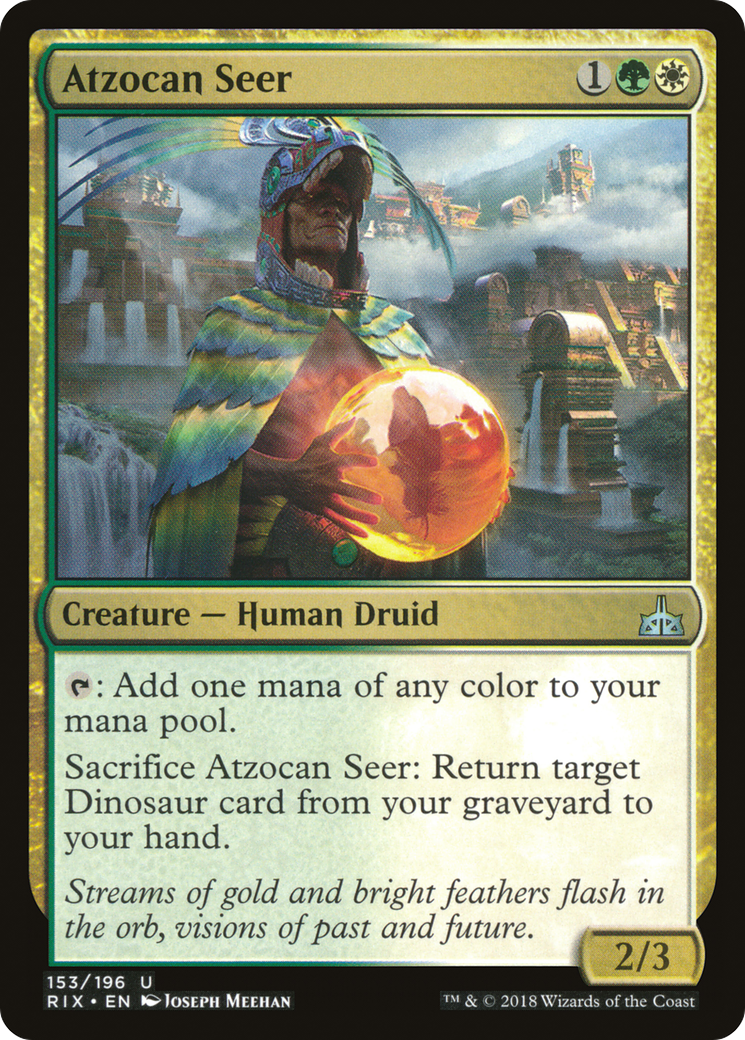 Atzocan Seer 1
Creature — Human Druid
: Add one mana of any color to your
mana pool.
Sacrifice Atzocan Seer: Return target
Dinosaur card from your graveyard to
your hand.
Streams of gold and bright feathers flash in
the orb, visions of past and future.
2/3
153/196 U
RIX • EN Joseph Meehan
™ & © 2018 Wizards of the Coast